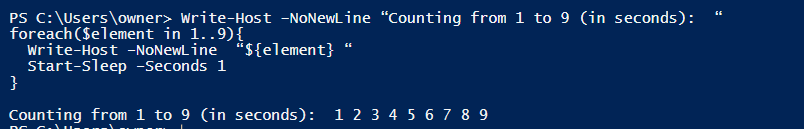 PS C:\Users\owner> Write-Host –NoNewLine “Counting from 1 to 9 (in seconds):  “
foreach($element in 1..9){
  Write-Host –NoNewLine  “${element} “
  Start-Sleep –Seconds 1
}
Counting from 1 to 9 (in seconds):  1 2 3 4 5 6 7 8 9
PS C:\Users\owner>